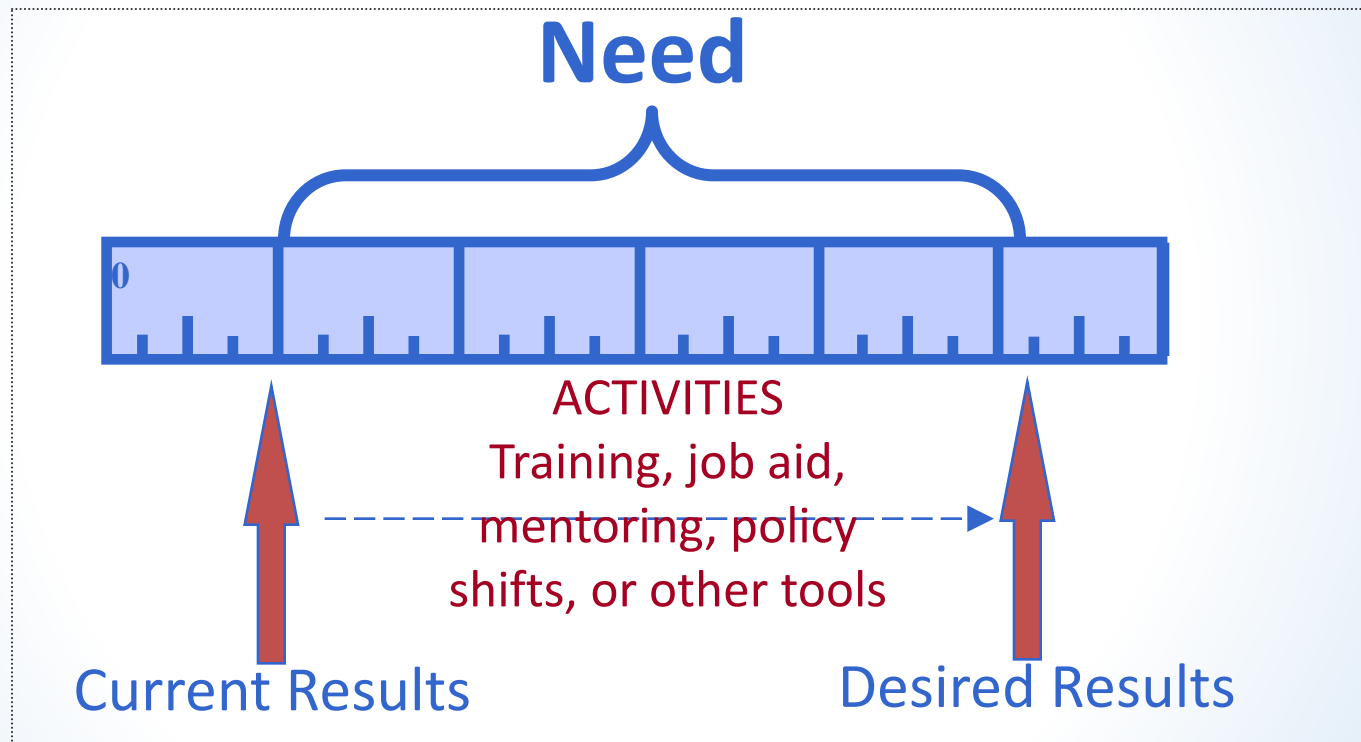 Need
0
ACTIVITIES
Training, job aid,
mentoring, policy
shifts, or other tools
Current Results
Desired Results